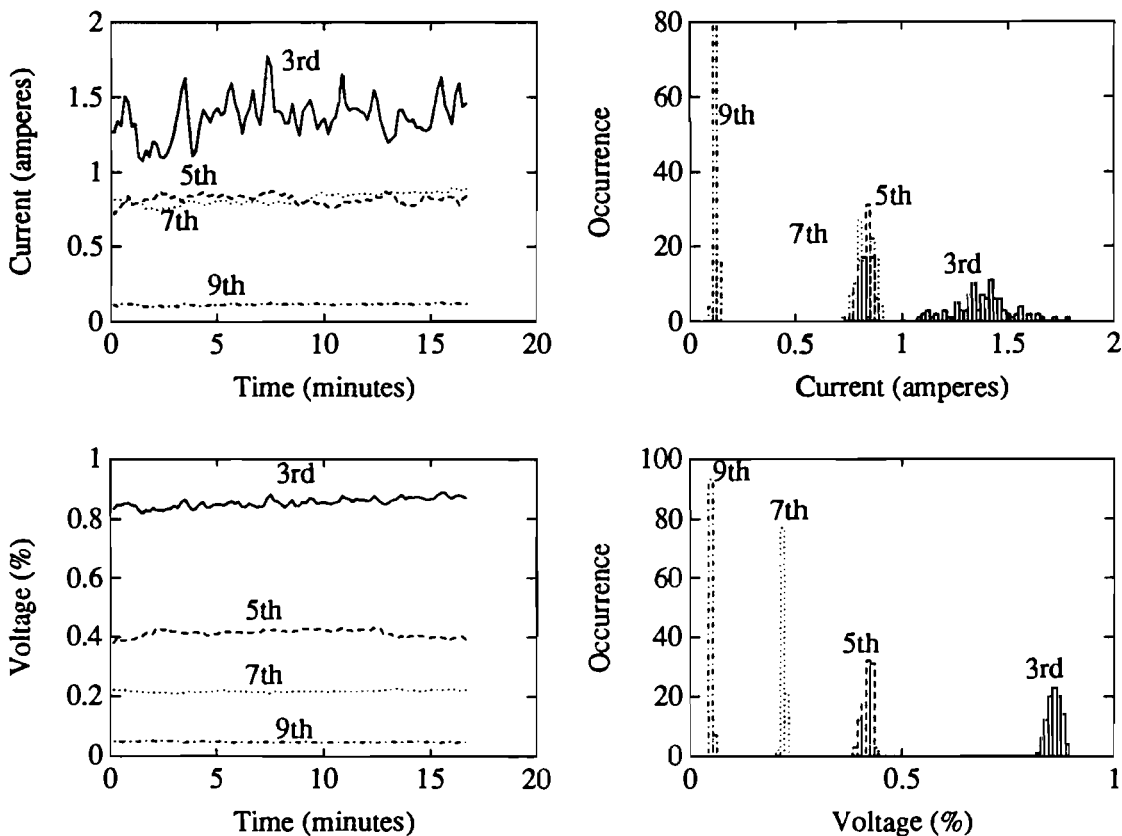 2
1.5
1
0.5
0
0
5
10
15
20
Current (amperes)
Time (minutes)
3rd
5th
7th
9th
80
60
40
20
0
0
0.5
1
1.5
2
Occurrence
Current (amperes)
9th
7th
5th
3rd
1
0.8
0.6
0.4
0.2
0
0
5
10
15
20
Voltage (%)
Time (minutes)
3rd
5th
7th
9th
100
80
60
40
20
0
0
0.5
1
Occurrence
Voltage (%)
9th
7th
5th
3rd